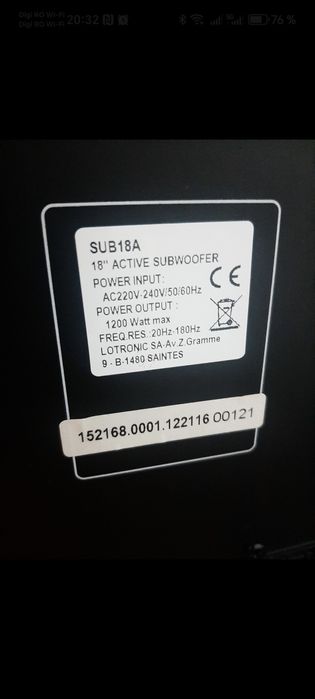 Digi RO Wi-Fi
Digi RO Wi-Fi
20:32
76 %
SUB18A
18" ACTIVE SUBWOOFER
POWER INPUT:
AC220V-240V/50/60Hz
POWER OUTPUT :
1200 Watt max
FREQ.RES.:20Hz-180Hz
LOTRONIC SA-Av.Z.Gramme
9 - B-1480 SAINTES
CE
152168.0001.122116 00121